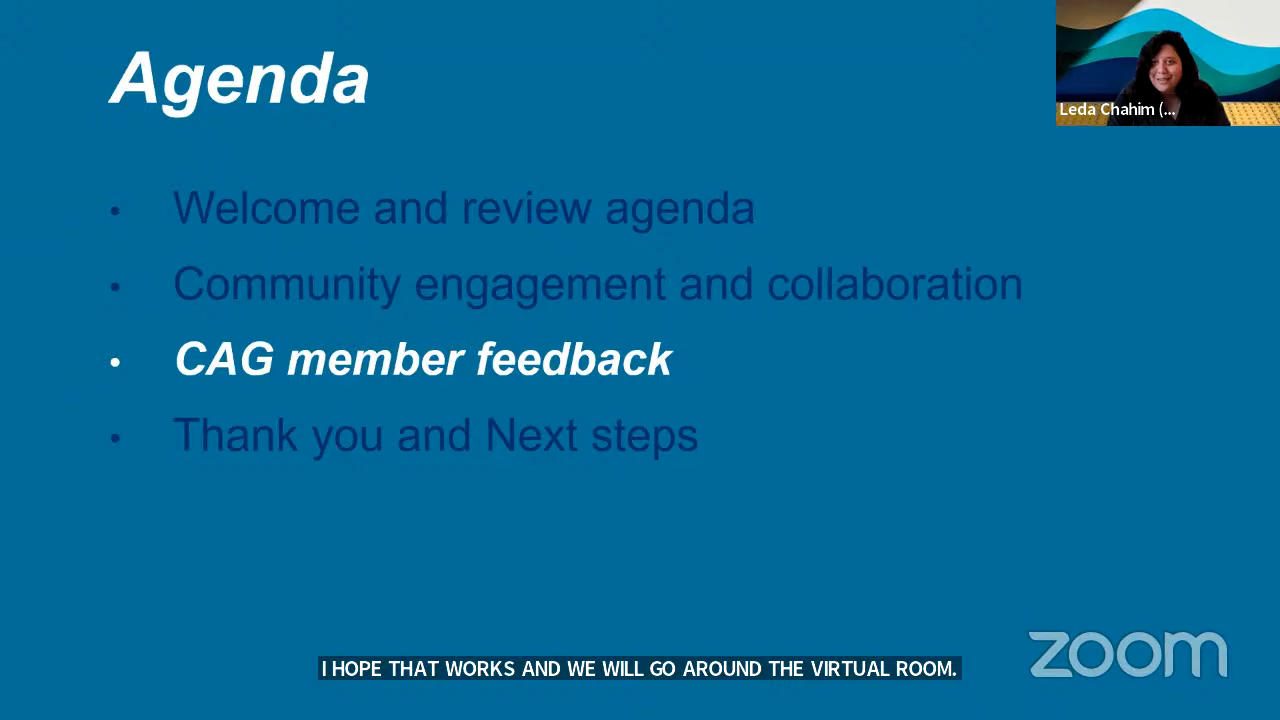 Agenda
Leda Chahim (...
• Welcome and review agenda
• Community engagement and collaboration
• CAG member feedback
• Thank you and Next steps
zoom
I HOPE THAT WORKS AND WE WILL GO AROUND THE VIRTUAL ROOM.